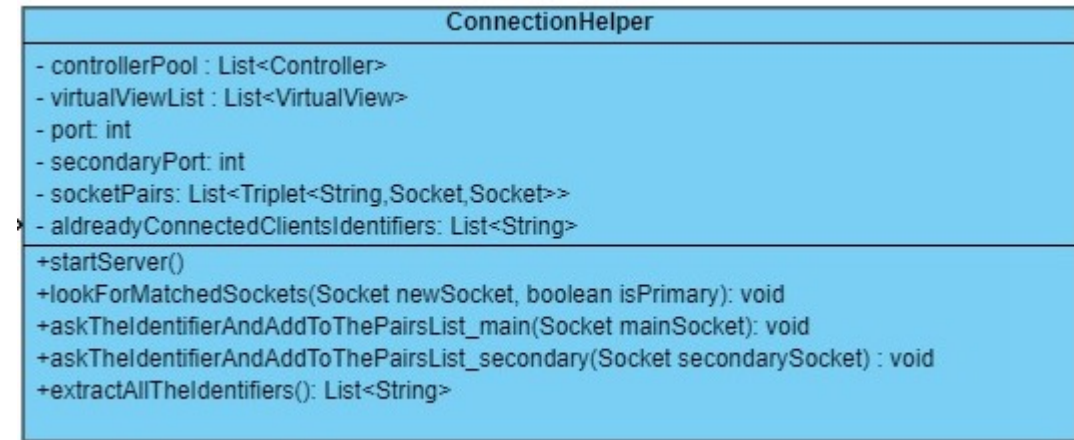 ConnectionHelper
- controllerPool : List<Controller>
- virtualViewList : List<VirtualView>
- port: int
- secondaryPort: int
- socketPairs: List<Triplet<String,Socket,Socket>>
- aldreadyConnectedClientsIdentifiers: List<String>
+startServer()
+lookForMatchedSockets(Socket newSocket, boolean isPrimary): void
+askTheIdentifierAndAddToThePairsList_main(Socket mainSocket): void
+askTheIdentifierAndAddToThePairsList_secondary(Socket secondarySocket) : void
+extractAllTheIdentifiers(): List<String>